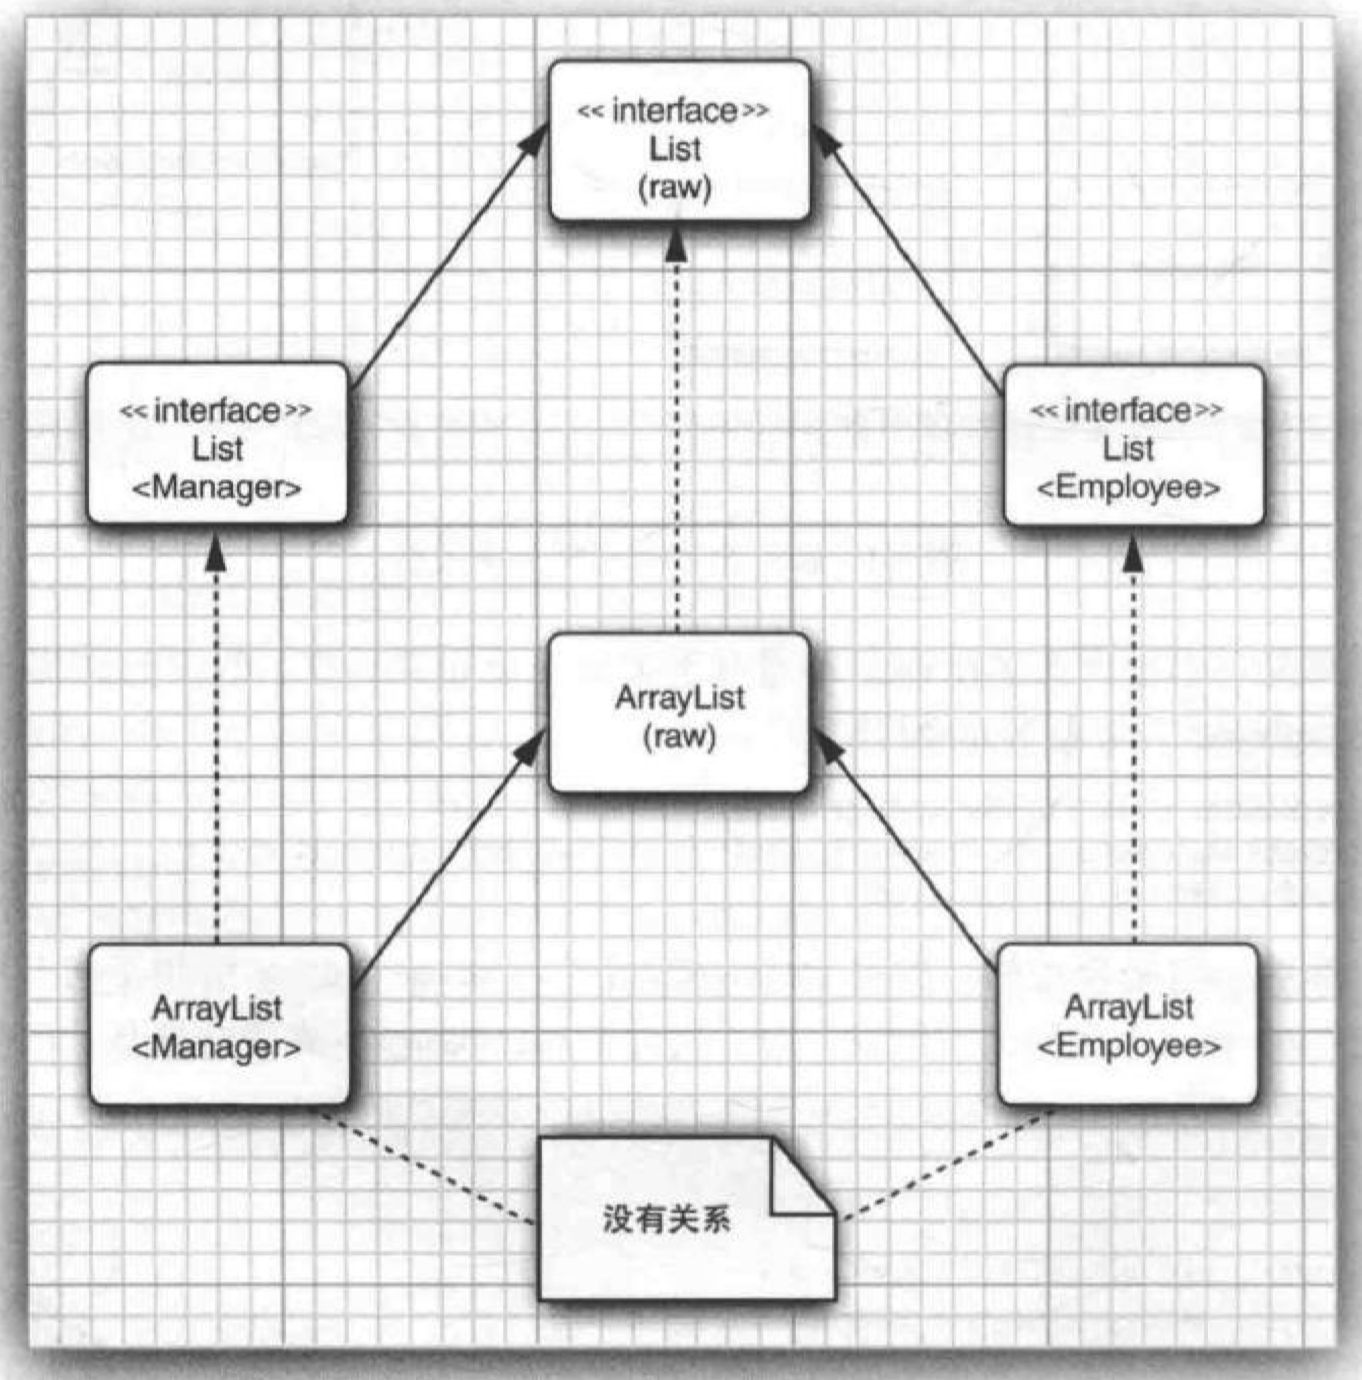 << interface >>
List
(raw)
<< interface >>
List
<Manager>
<< interface >>
List
<Employee>
ArrayList
(raw)
ArrayList
<Manager>
ArrayList
<Employee>
没有关系